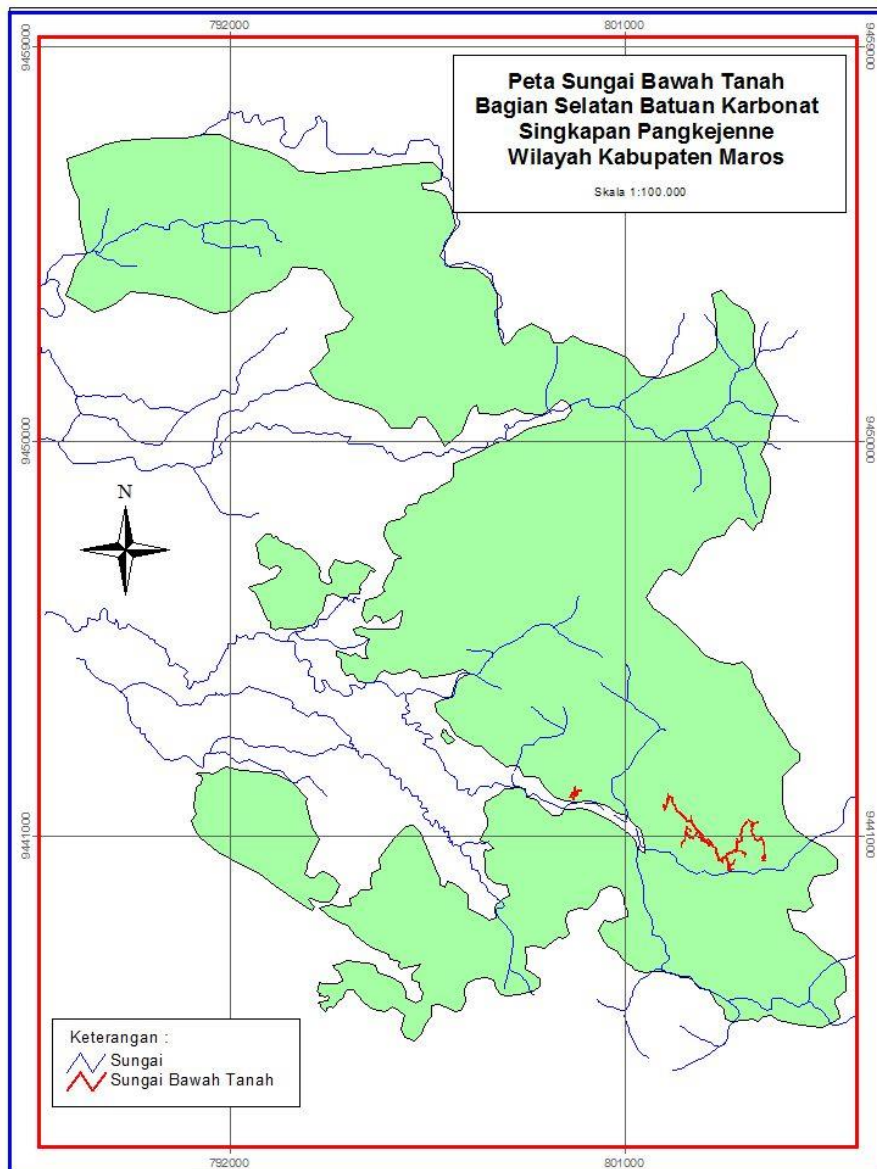 792000
801000
9459000
9459000
Peta Sungai Bawah Tanah
Bagian Selatan Batuan Karbonat
Singkapan Pangkejenne
Wilayah Kabupaten Maros
Skala 1:100.000
9450000
9450000
N
9441000
9441000
Keterangan :
Sungai
Sungai Bawah Tanah
792000
801000